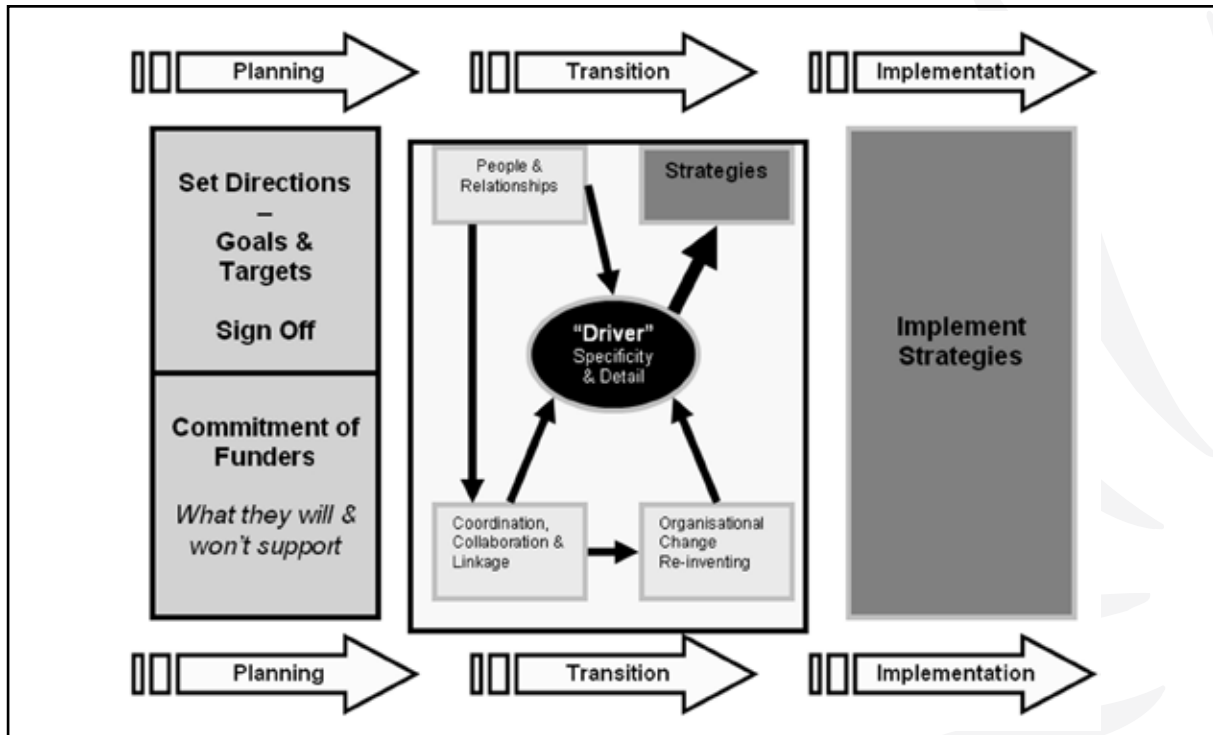 Planning
Transition
Implementation
Set Directions
–
Goals &
Targets
Sign Off
Commitment of
Funders
What they will &
won't support
People &
Relationships
Strategies
"Driver"
Specificity
& Detail
Coordination,
Collaboration &
Linkage
Organisational
Change
Re-inventing
Implement
Strategies
Planning
Transition
Implementation